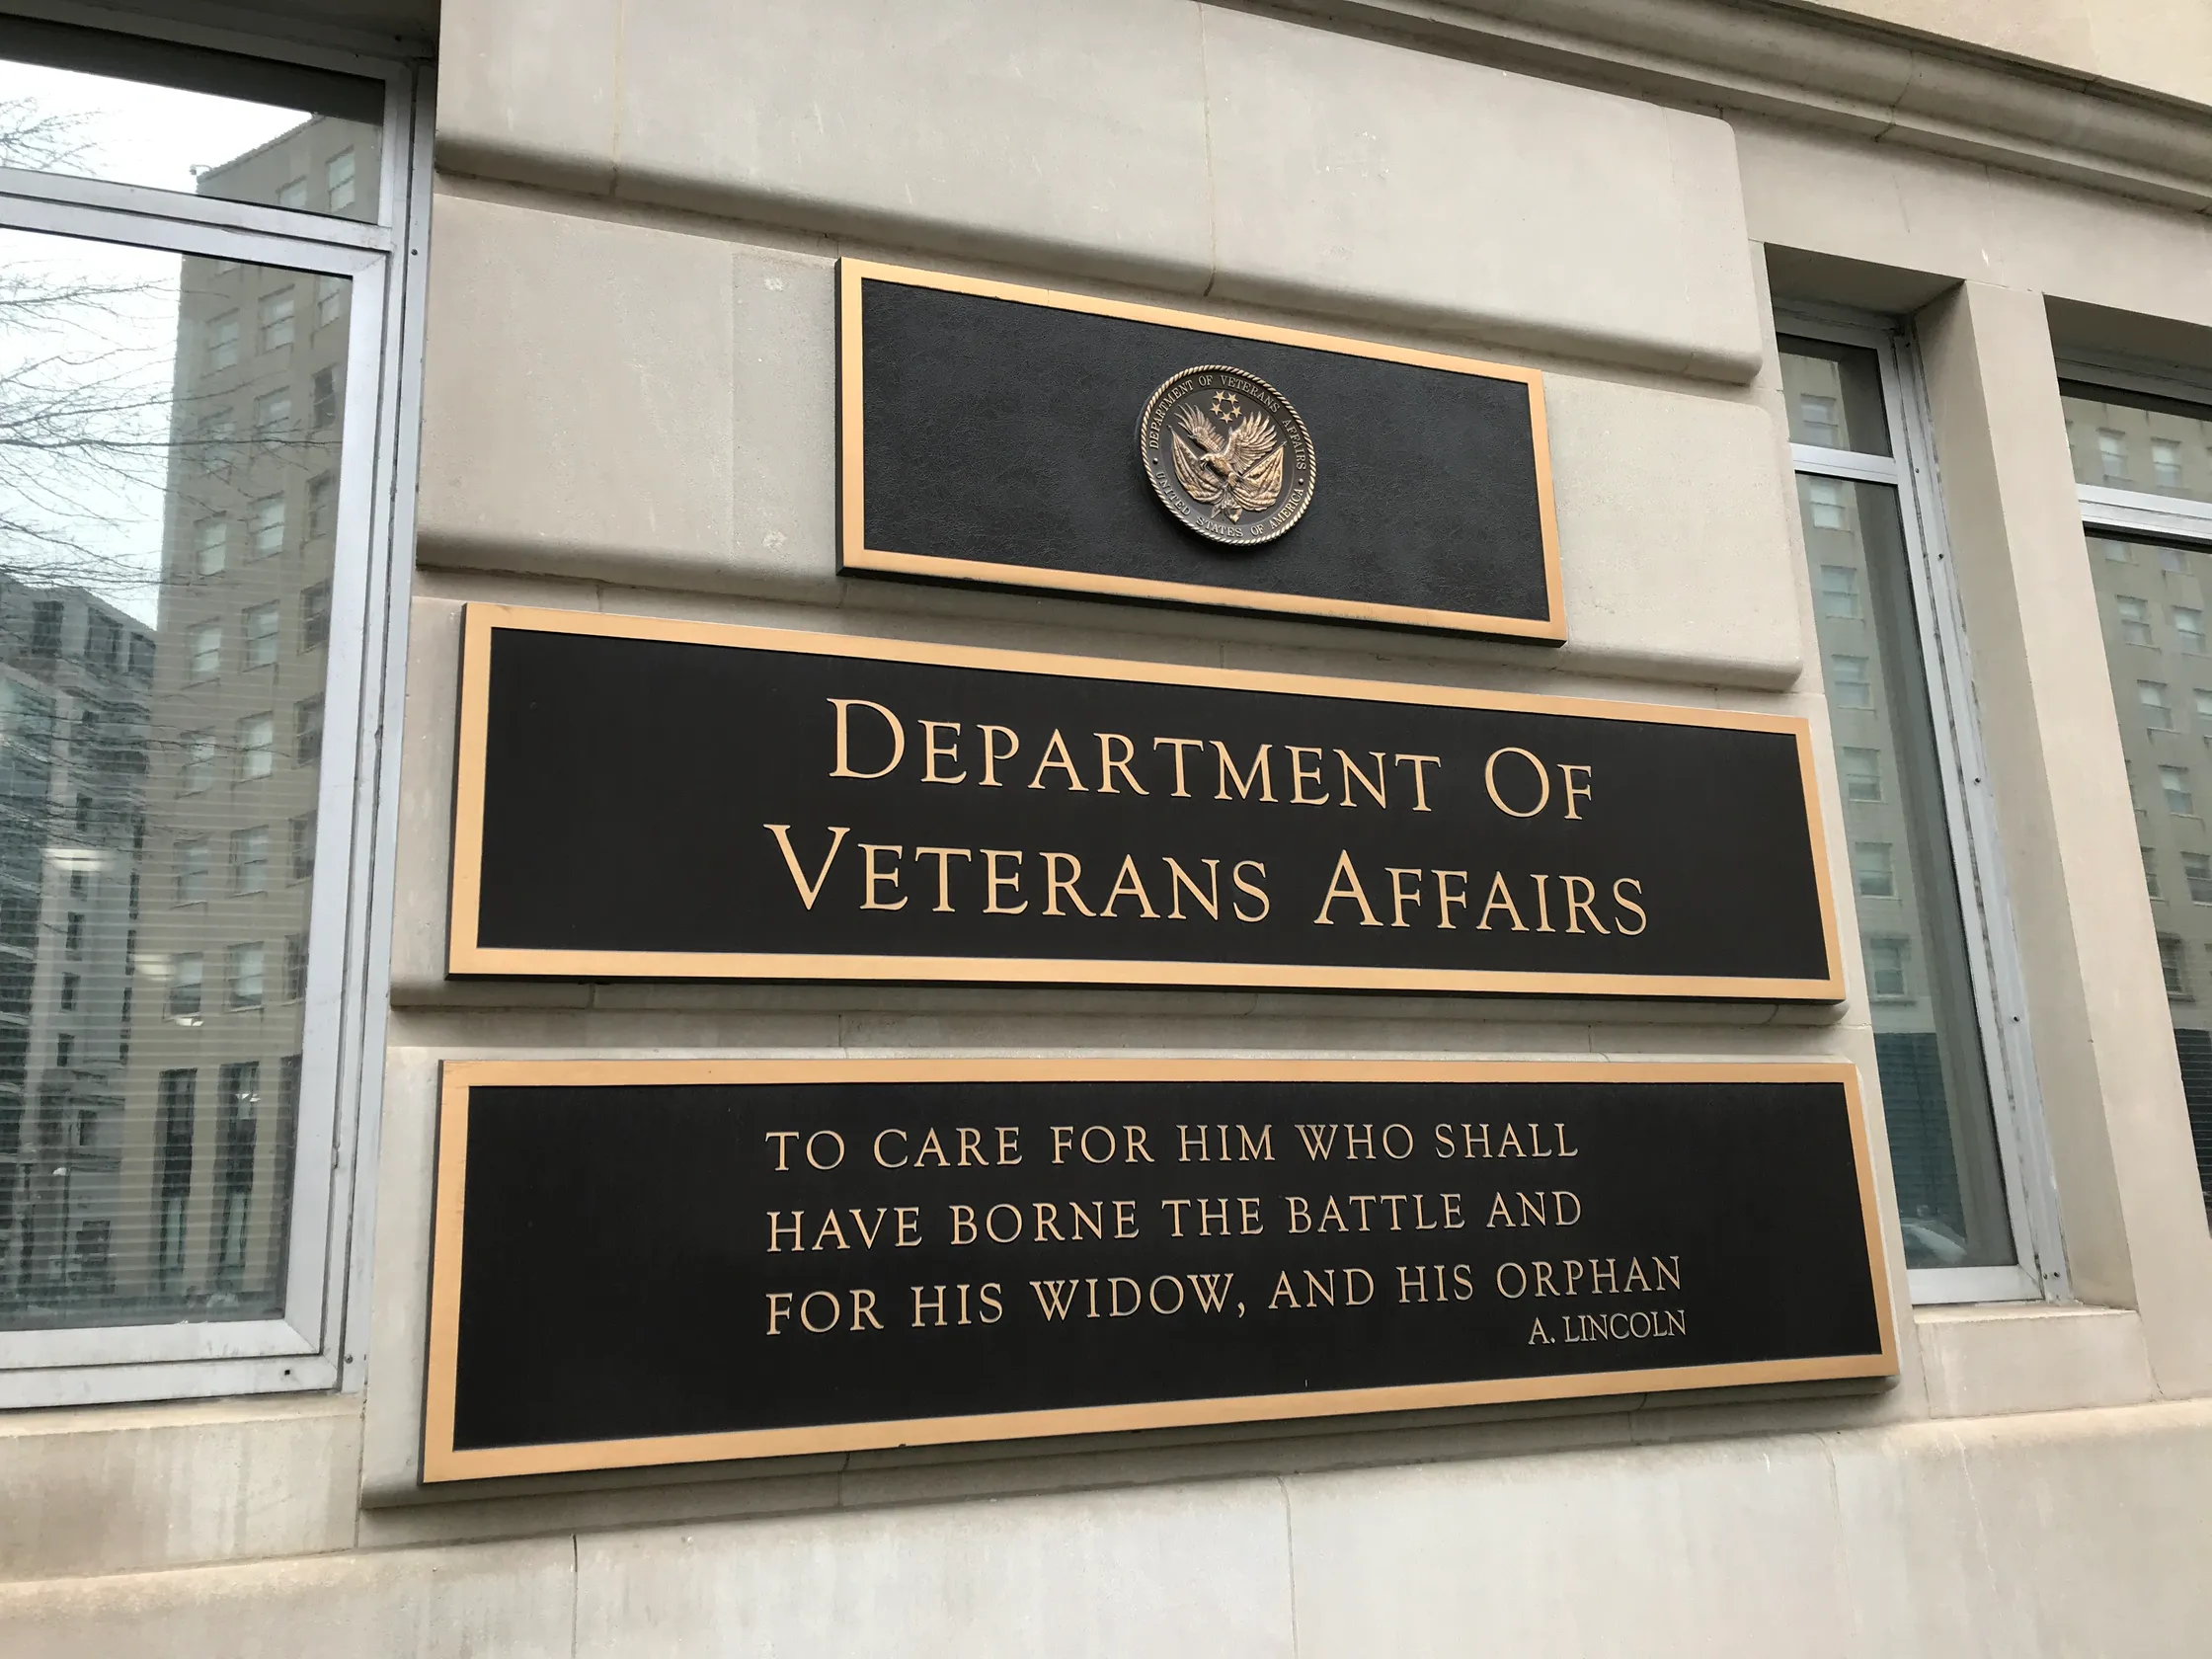 DEPARTMENT OF VETERANS AFFAIRS
UNITED STATES OF AMERICA
DEPARTMENT OF
VETERANS AFFAIRS
TO CARE FOR HIM WHO SHALL
HAVE BORNE THE BATTLE AND
FOR HIS WIDOW, AND HIS ORPHAN
A. LINCOLN